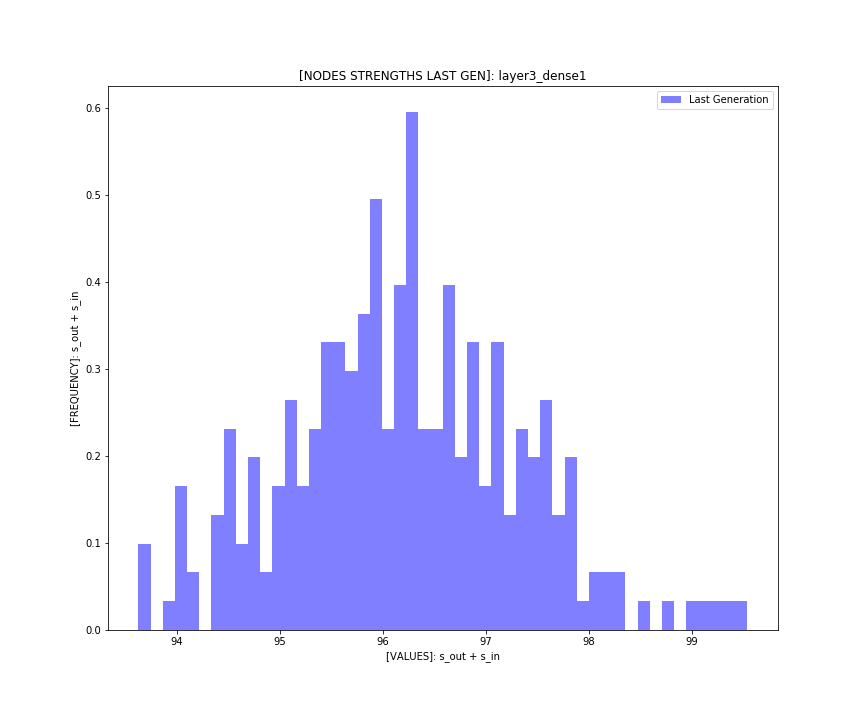 [NODES STRENGTHS LAST GEN]: layer3_dense1
Last Generation
[FREQUENCY]: s_out + s_in
0.6
0.5
0.4
0.3
0.2
0.1
0.0
94 95 96 97 98 99
[VALUES]: s_out + s_in